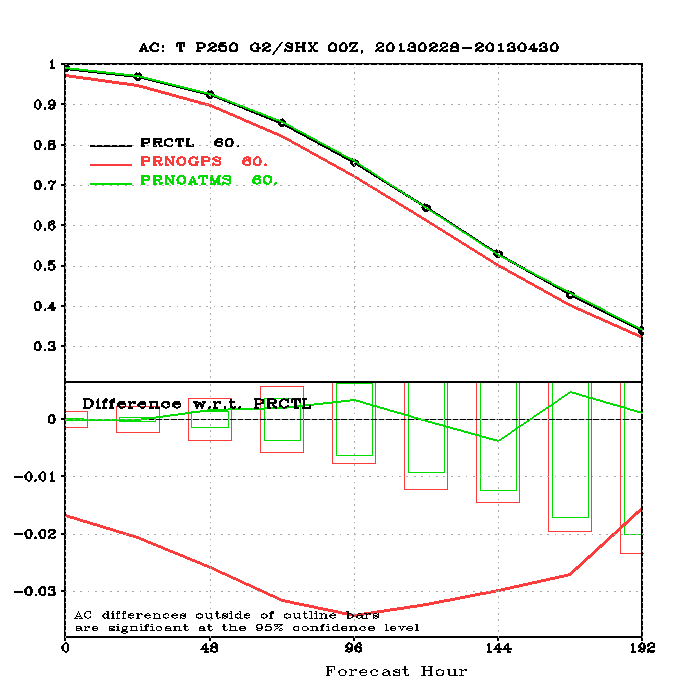 AC: T P250 G2/SHX 00Z, 20130228-20130430
1
0.9
0.8
0.7
0.6
0.5
0.4
0.3
PRCTL 60.
PRNOGPS 60.
PRNOATMS 60.
Difference w.r.t. PRCTL
0
-0.01
-0.02
-0.03
AC differences outside of outline bars
are significant at the 95% confidence level
0 48 96 144 192
Forecast Hour